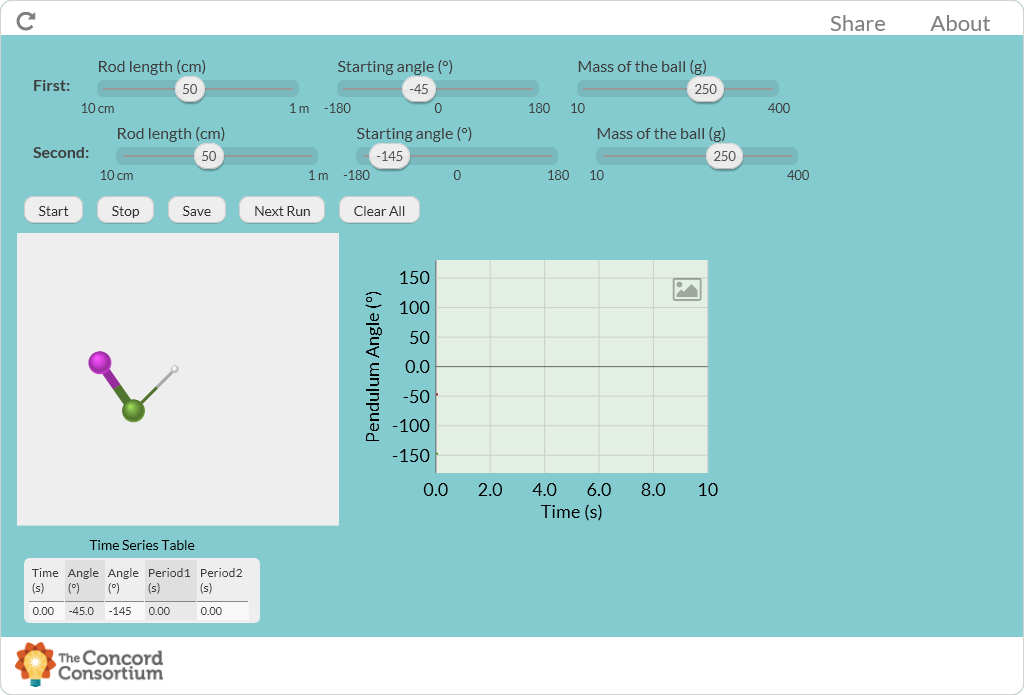 Share About
First: Rod length (cm) 50 10 cm 1 m Starting angle (°) -45 -180 0 180 Mass of the ball (g) 250 10 400
Second: Rod length (cm) 50 10 cm 1 m Starting angle (°) -145 -180 0 180 Mass of the ball (g) 250 10 400
Start Stop Save Next Run Clear All
Pendulum Angle (°)
150
100
50
0.0
-50
-100
-150
0.0 2.0 4.0 6.0 8.0 10
Time (s)
Time Series Table
Time Angle Angle Period1 Period2
(s) (°) (°) (s) (s)
0.00 -45.0 -145 0.00 0.00
The Concord
Consortium